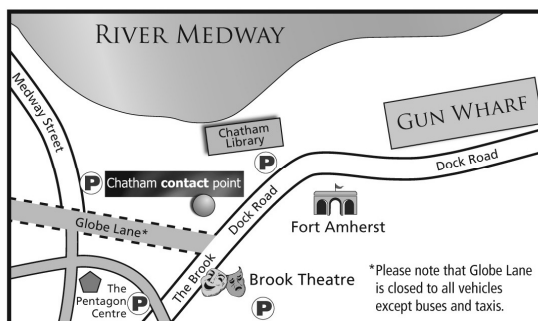 RIVER MEDWAY
Medway Street
Chatham
Library
P
GUN WHARF
Dock Road
P
Chatham contact point
Dock Road
Fort Amherst
Globe Lane*
The Brook
Brook Theatre
The
Pentagon
Centre
P
P
*Please note that Globe Lane
is closed to all vehicles
except buses and taxis.